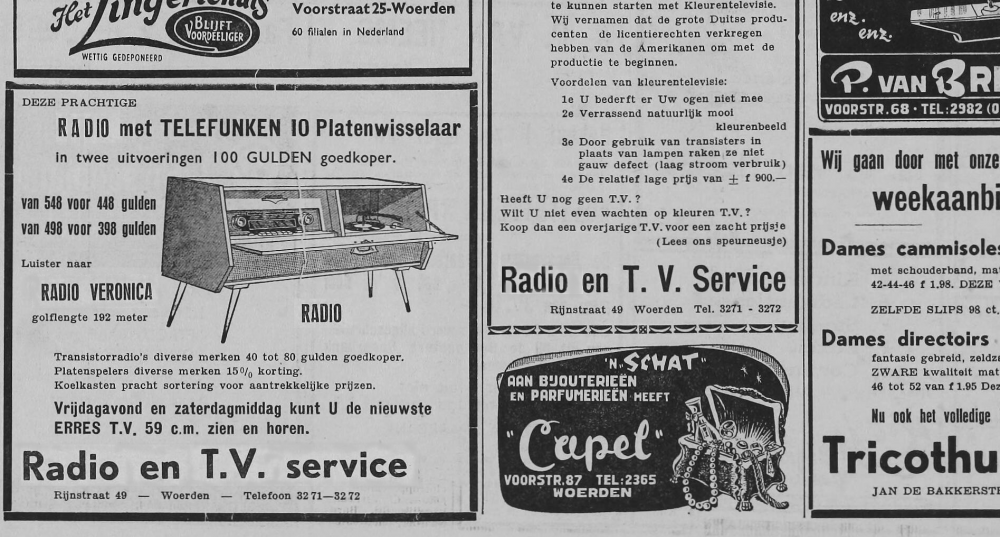 Het Lingeriehuis
BLIJFT
VOORDEELIGER
WETTIG GEDEPONEERD
Voorstraat 25-Woerden
60 filialen in Nederland
DEZE PRACHTIGE
RADIO met TELEFUNKEN 10 Platenwisselaar
in twee uitvoeringen 100 GULDEN goedkoper.
van 548 voor 448 gulden
van 498 voor 398 gulden
Luister naar
RADIO VERONICA
golflengte 192 meter
RADIO
Transistorradio's diverse merken 40 tot 80 gulden goedkoper.
Platenspelers diverse merken 15% korting.
Koelkasten pracht sortering voor aantrekkelijke prijzen.
Vrijdagavond en zaterdagmiddag kunt U de nieuwste
ERRES T.V. 59 c.m. zien en horen.
Radio en T.V. service
Rijnstraat 49 — Woerden — Telefoon 3271—3272
te kunnen starten met Kleurentelevisie.
Wij vernamen dat de grote Duitse produ-
centen de licentierechten verkregen
hebben van de Amerikanen om met de
productie te beginnen.
Voordelen van kleurentelevisie:
1e U bederft er Uw ogen niet mee
2e Verrassend natuurlijk mooi
kleurenbeeld
3e Door gebruik van transisters in
plaats van lampen raken ze niet
gauw defect (laag stroom verbruik)
4e De relatief lage prijs van ± f 900.—
Heeft U nog geen T.V. ?
Wilt U niet even wachten op kleuren T.V. ?
Koop dan een overjarige T.V. voor een zacht prijsje
(Lees ons speurneusje)
Radio en T. V. Service
Rijnstraat 49 Woerden Tel. 3271 - 3272
'N SCHAT
AAN BIJOUTERIEËN
EN PARFUMERIEËN HEEFT
"Capel"
VOORSTR.87 TEL:2365
WOERDEN
enz.
enz.
P. VAN BR
VOORSTR.68 · TEL:2982 (0
Wij gaan door met onze
weekaanbi
Dames cammisoles
met schouderband, ma
42-44-46 f 1,98. DEZE
ZELFDE SLIPS 98 ct.
Dames directoirs
fantasie gebreid, zeldza
ZWARE kwaliteit mat
46 tot 52 van f 1.95 Dez
Nu ook het volledige
Tricothu
JAN DE BAKKERST